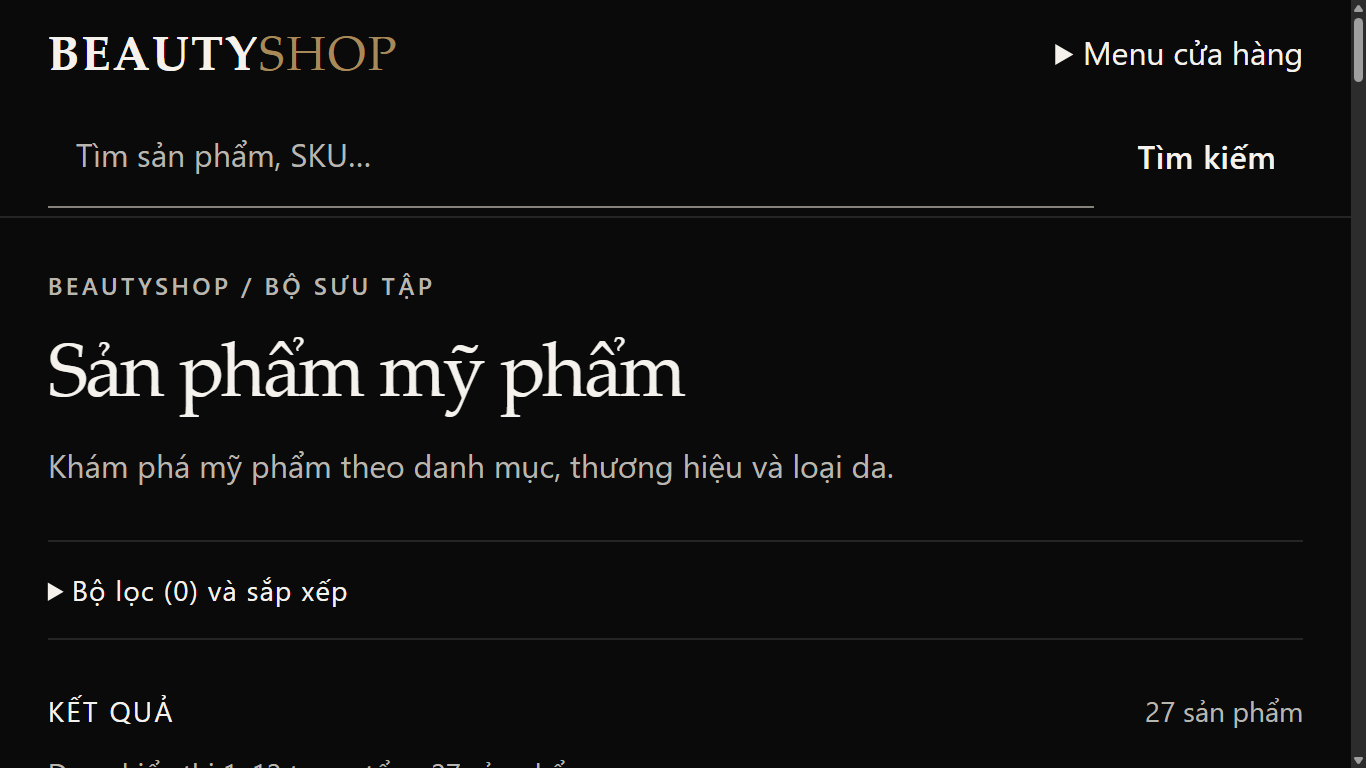 BEAUTYSHOP
▶ Menu cửa hàng
Tìm sản phẩm, SKU...
Tìm kiếm
BEAUTYSHOP / BỘ SƯU TẬP
Sản phẩm mỹ phẩm
Khám phá mỹ phẩm theo danh mục, thương hiệu và loại da.
▶ Bộ lọc (0) và sắp xếp
KẾT QUẢ
27 sản phẩm